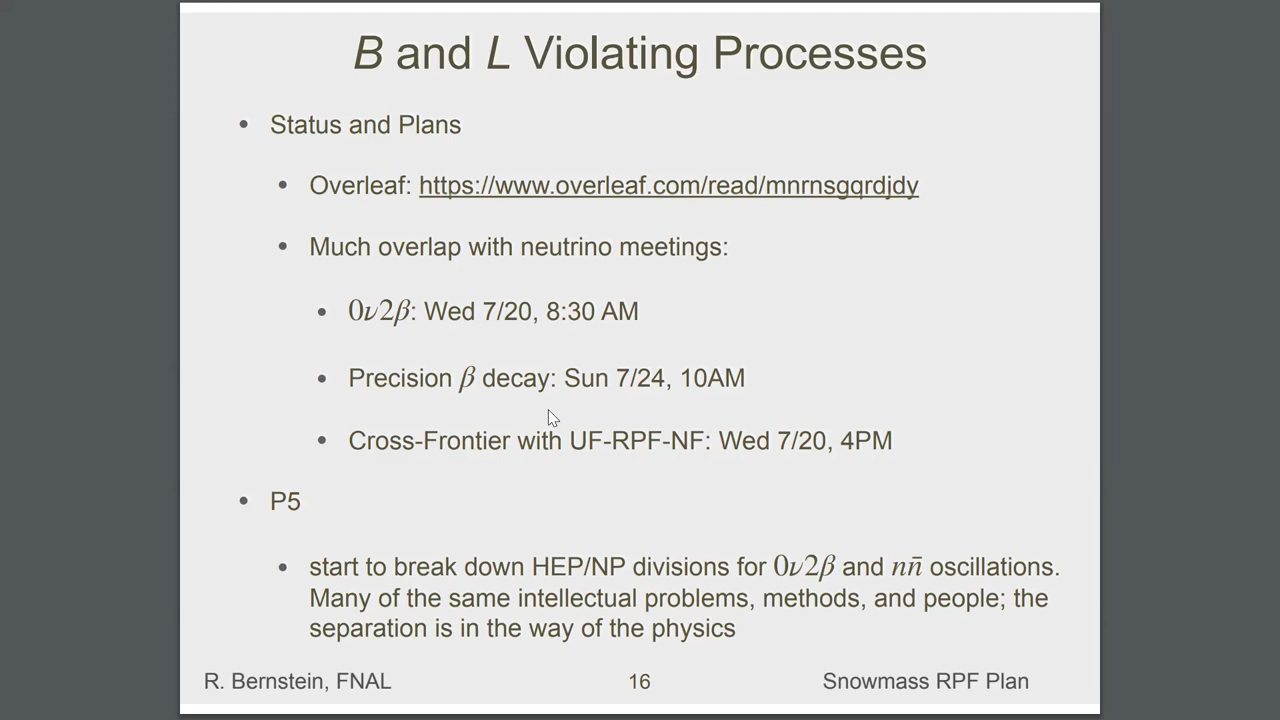 B and L Violating Processes
• Status and Plans
• Overleaf: https://www.overleaf.com/read/mnrnsgqrdjdy
• Much overlap with neutrino meetings:
• 0ν2β: Wed 7/20, 8:30 AM
• Precision β decay: Sun 7/24, 10AM
• Cross-Frontier with UF-RPF-NF: Wed 7/20, 4PM
• P5
• start to break down HEP/NP divisions for 0ν2β and nn̄ oscillations.
Many of the same intellectual problems, methods, and people; the
separation is in the way of the physics
R. Bernstein, FNAL
16
Snowmass RPF Plan